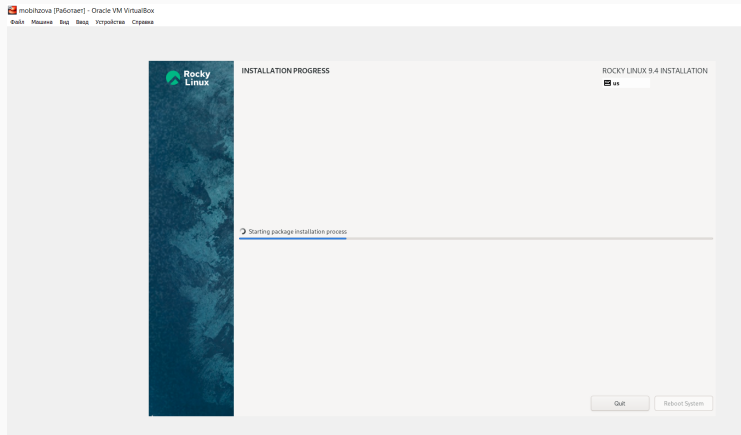 mobihzova [Работает] - Oracle VM VirtualBox
Файл Машина Вид Ввод Устройства Справка
Rocky
Linux
INSTALLATION PROGRESS
ROCKY LINUX 9.4 INSTALLATION
us
Starting package installation process
Quit
Reboot System